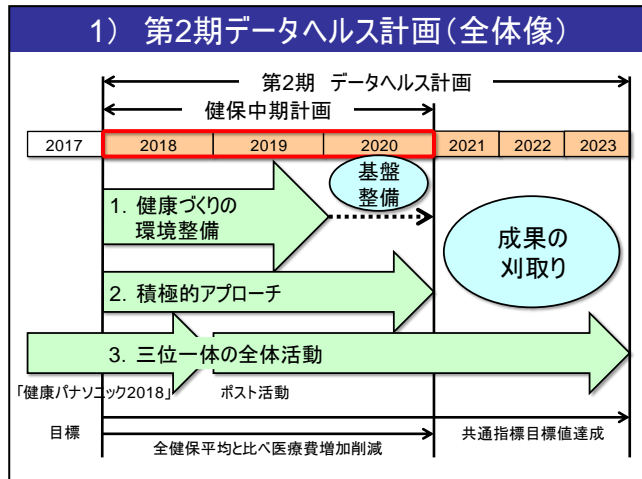 1) 第2期データヘルス計画(全体像)
第2期 データヘルス計画
健保中期計画
2017 2018 2019 2020 2021 2022 2023
基盤
整備
1. 健康づくりの
環境整備
成果の
刈取り
2. 積極的アプローチ
3. 三位一体の全体活動
「健康パナソニック2018」 ポスト活動
目標 共通指標目標値達成
全健保平均と比べ医療費増加削減